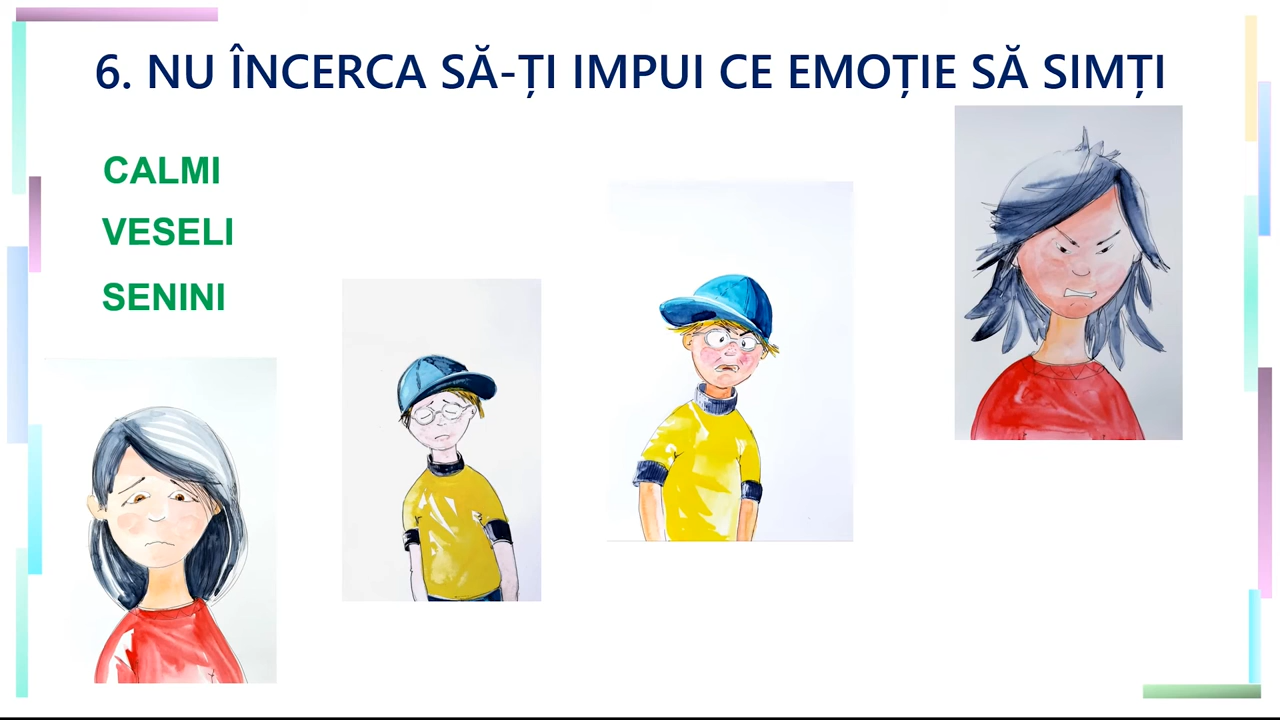 6. NU ÎNCERCA SĂ-ȚI IMPUI CE EMOȚIE SĂ SIMȚI
CALMI
VESELI
SENINI